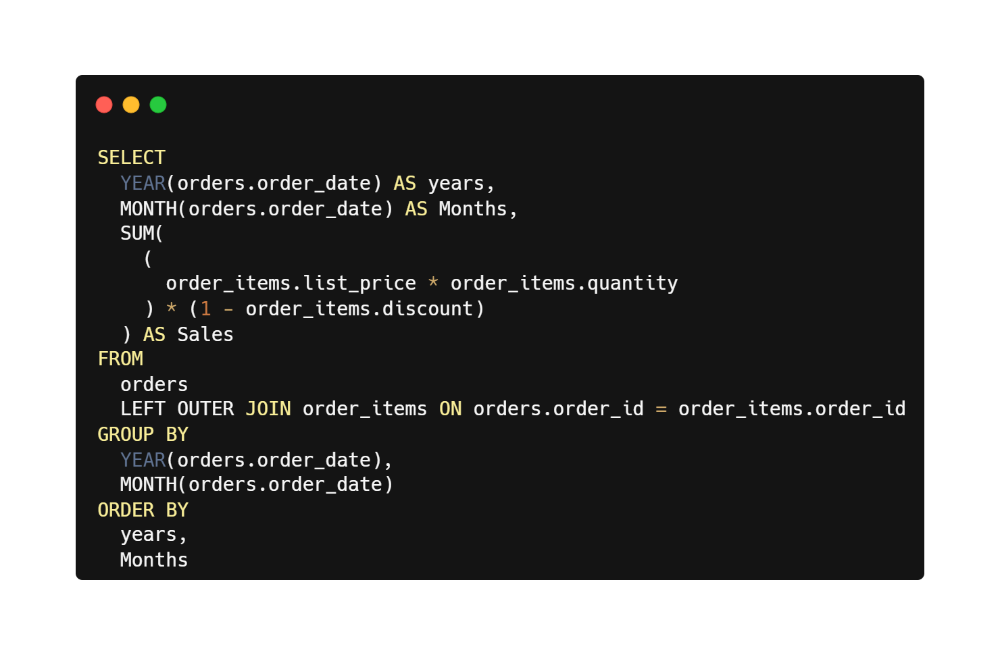 SELECT
  YEAR(orders.order_date) AS years,
  MONTH(orders.order_date) AS Months,
  SUM(
    (
      order_items.list_price * order_items.quantity
    ) * (1 - order_items.discount)
  ) AS Sales
FROM
  orders
  LEFT OUTER JOIN order_items ON orders.order_id = order_items.order_id
GROUP BY
  YEAR(orders.order_date),
  MONTH(orders.order_date)
ORDER BY
  years,
  Months